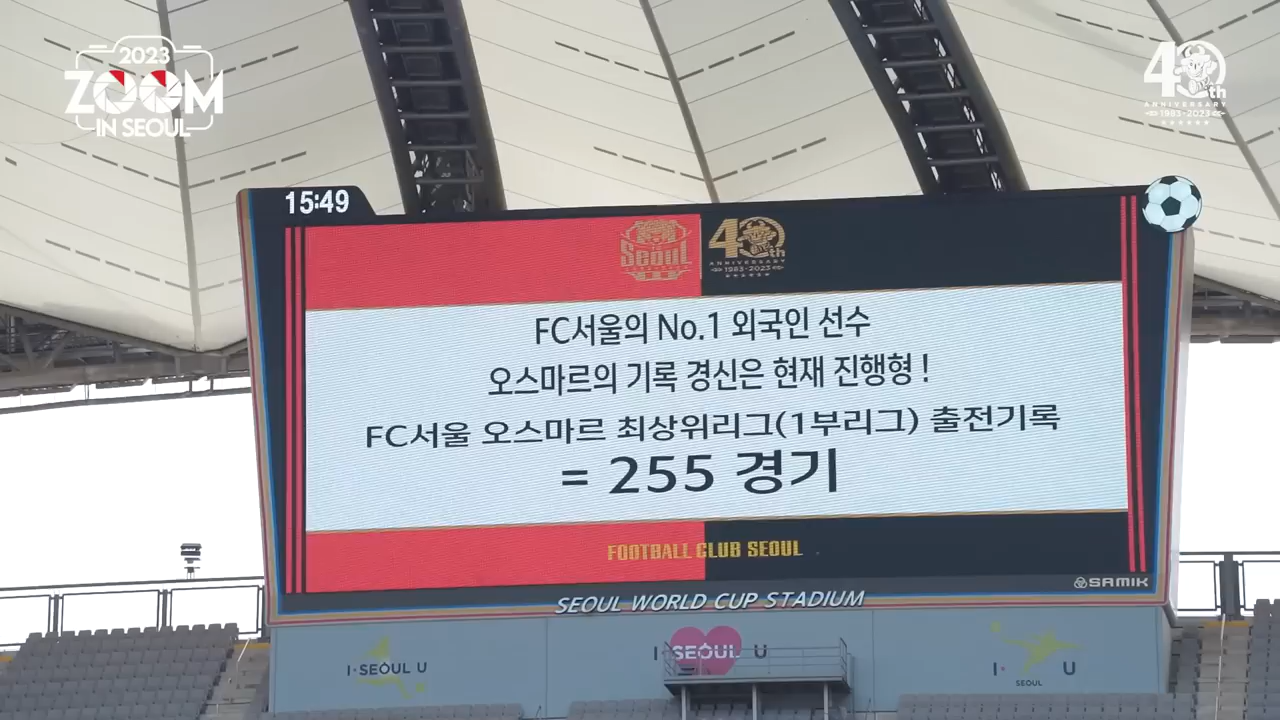 2023
ZOOM
IN SEOUL
40th
ANNIVERSARY
1983-2023
15:49
Seoul
40th
ANNIVERSARY
1983-2023
FC서울의 No.1 외국인 선수
오스마르의 기록 경신은 현재 진행형 !
FC서울 오스마르 최상위리그(1부리그) 출전기록
= 255 경기
FOOTBALL CLUB SEOUL
SAMIK
SEOUL WORLD CUP STADIUM
I·SEOUL U
I SEOUL U
I· SEOUL U